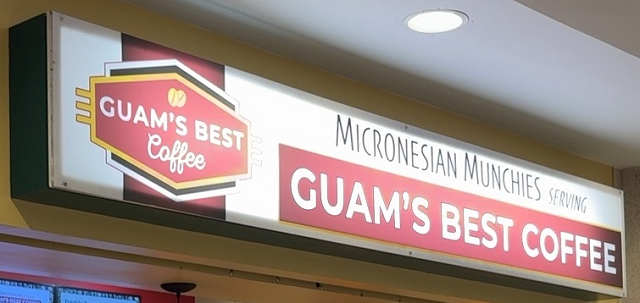 GUAM'S BEST
Coffee
MICRONESIAN MUNCHIES SERVING
GUAM'S BEST COFFEE